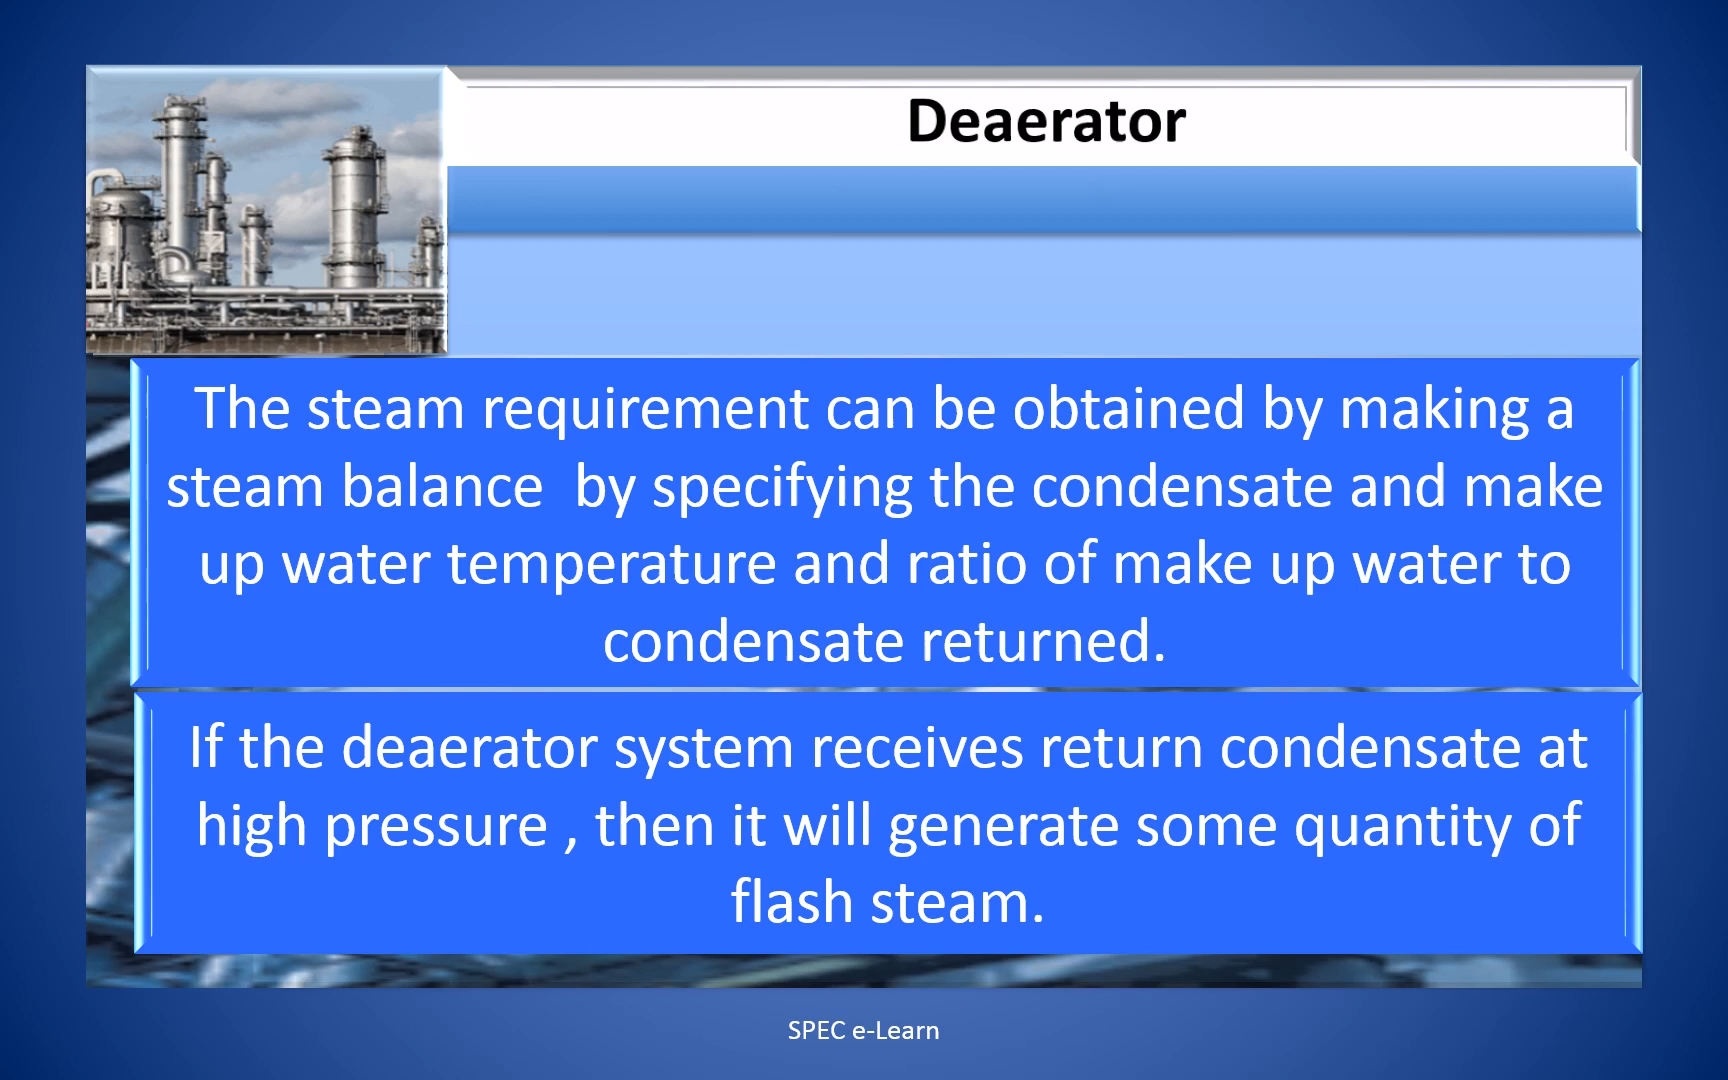 Deaerator
The steam requirement can be obtained by making a
steam balance  by specifying the condensate and make
up water temperature and ratio of make up water to
condensate returned.
If the deaerator system receives return condensate at
high pressure , then it will generate some quantity of
flash steam.
SPEC e-Learn